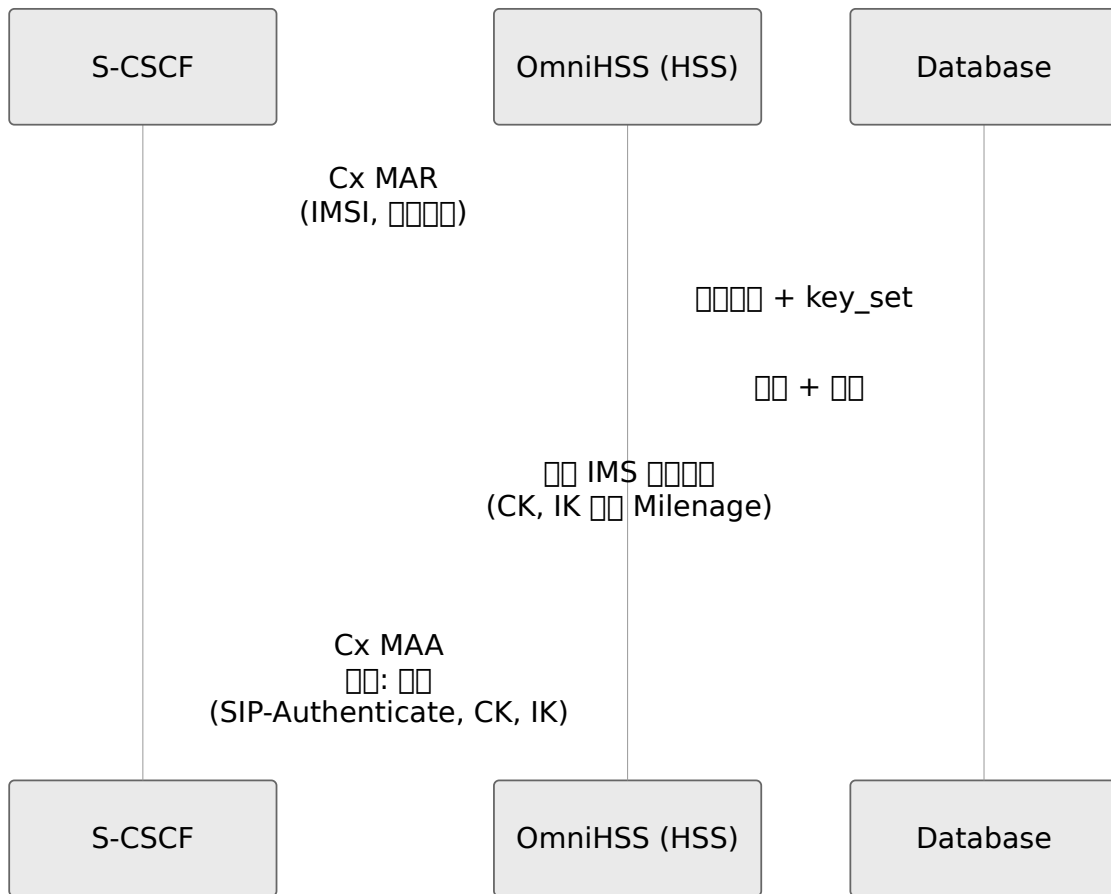 S-CSCF
OmniHSS (HSS)
Database
Cx MAR
(IMSI, )
+ key_set
+
IMS
(CK, IK Milenage)
Cx MAA
:
(SIP-Authenticate, CK, IK)
S-CSCF
OmniHSS (HSS)
Database